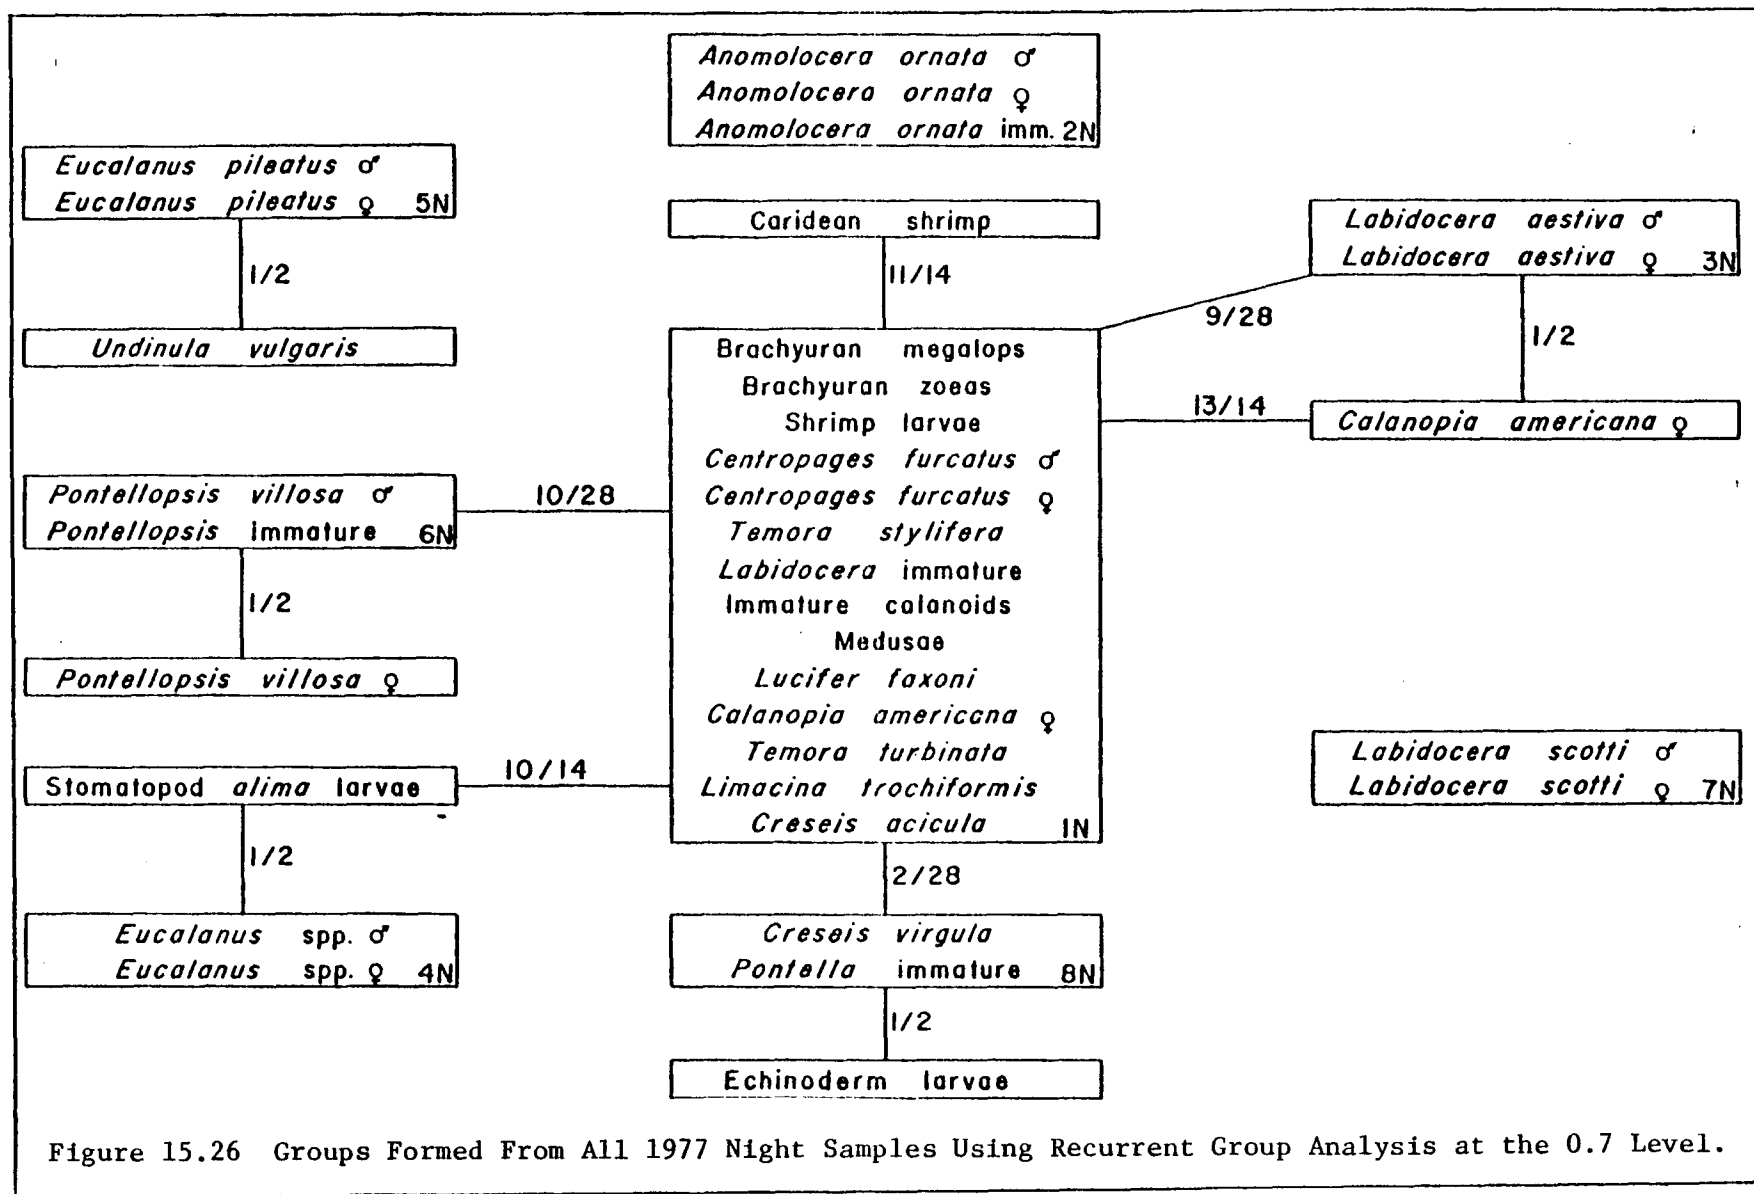 Anomolocera ornata ♂
Anomolocera ornata ♀
Anomolocera ornata imm. 2N
Eucalanus pileatus ♂
Eucalanus pileatus ♀ 5N
1/2
Undinula vulgaris
Caridean shrimp
11/14
Labidocera aestiva ♂
Labidocera aestiva ♀ 3N
9/28
1/2
13/14
Calanopia americana ♀
Brachyuran megalops
Brachyuran zoeas
Shrimp larvae
Centropages furcatus ♂
Centropages furcatus ♀
Temora stylifera
Labidocera immature
Immature calanoids
Medusae
Lucifer faxoni
Calanopia americana ♀
Temora turbinata
Limacina trochiformis
Creseis acicula 1N
Pontellopsis villosa ♂
Pontellopsis immature 6N
10/28
1/2
Pontellopsis villosa ♀
Stomatopod alima larvae
10/14
1/2
Eucalanus spp. ♂
Eucalanus spp. ♀ 4N
Labidocera scotti ♂
Labidocera scotti ♀ 7N
2/28
Creseis virgula
Pontella immature 8N
1/2
Echinoderm larvae
Figure 15.26 Groups Formed From All 1977 Night Samples Using Recurrent Group Analysis at the 0.7 Level.